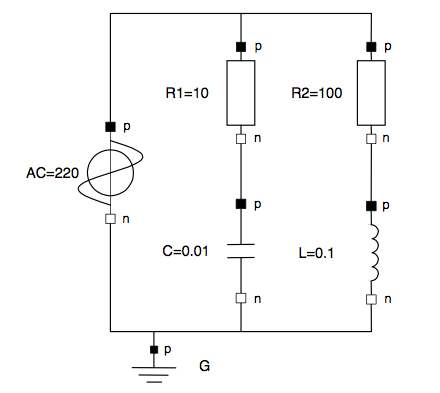 p p
R1=10 R2=100
p n n
AC=220
p p
n
C=0.01 L=0.1
n n
p
G